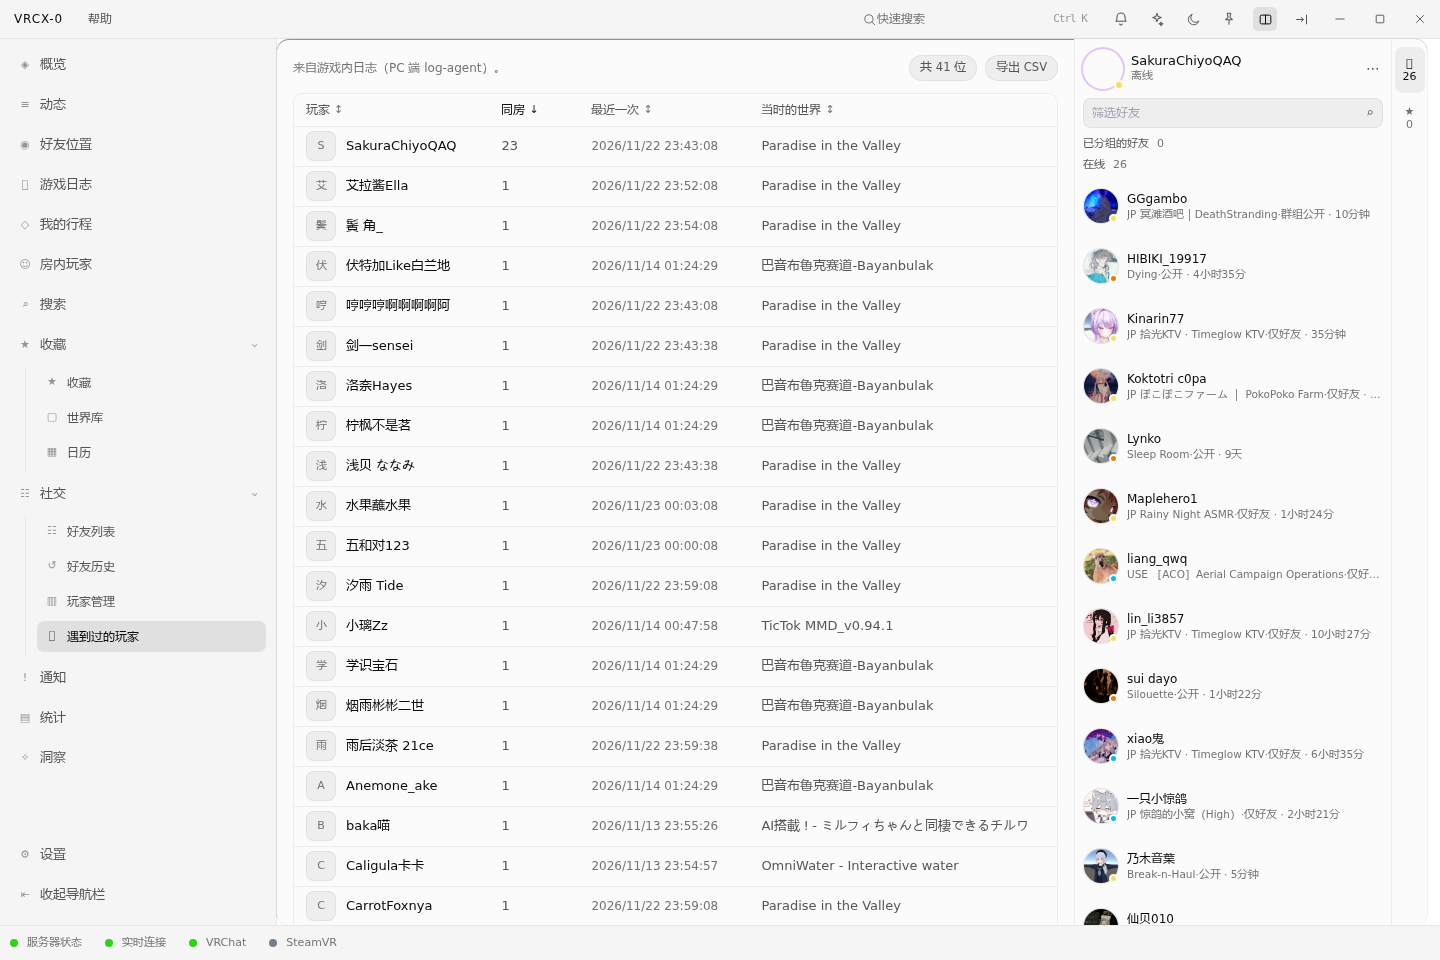 VRCX-0 帮助 快速搜索 Ctrl K
概览
动态
好友位置
游戏日志
我的行程
房内玩家
搜索
收藏
收藏
世界库
日历
社交
好友列表
好友历史
玩家管理
遇到过的玩家
通知
统计
洞察
设置
收起导航栏
来自游戏内日志（PC 端 log-agent）。 共 41 位 导出 CSV
玩家 ↕ 同房 ↓ 最近一次 ↕ 当时的世界 ↕
S SakuraChiyoQAQ 23 2026/11/22 23:43:08 Paradise in the Valley
艾 艾拉酱Ella 1 2026/11/22 23:52:08 Paradise in the Valley
鬓 鬓 角_ 1 2026/11/22 23:54:08 Paradise in the Valley
伏 伏特加Like白兰地 1 2026/11/14 01:24:29 巴音布鲁克赛道-Bayanbulak
哼 哼哼哼啊啊啊啊阿 1 2026/11/22 23:43:08 Paradise in the Valley
剑 剑一sensei 1 2026/11/22 23:43:38 Paradise in the Valley
洛 洛奈Hayes 1 2026/11/14 01:24:29 巴音布鲁克赛道-Bayanbulak
柠 柠枫不是茗 1 2026/11/14 01:24:29 巴音布鲁克赛道-Bayanbulak
浅 浅贝 ななみ 1 2026/11/22 23:43:38 Paradise in the Valley
水 水果蘸水果 1 2026/11/23 00:03:08 Paradise in the Valley
五 五和对123 1 2026/11/23 00:00:08 Paradise in the Valley
汐 汐雨 Tide 1 2026/11/22 23:59:08 Paradise in the Valley
小 小璃Zz 1 2026/11/14 00:47:58 TicTok MMD_v0.94.1
学 学识宝石 1 2026/11/14 01:24:29 巴音布鲁克赛道-Bayanbulak
烟 烟雨彬彬二世 1 2026/11/14 01:24:29 巴音布鲁克赛道-Bayanbulak
雨 雨后淡茶 21ce 1 2026/11/22 23:59:38 Paradise in the Valley
A Anemone_ake 1 2026/11/14 01:24:29 巴音布鲁克赛道-Bayanbulak
B baka喵 1 2026/11/13 23:55:26 AI搭載！- ミルフィちゃんと同棲できるチルワ
C Caligula卡卡 1 2026/11/13 23:54:57 OmniWater - Interactive water
C CarrotFoxnya 1 2026/11/22 23:59:08 Paradise in the Valley
SakuraChiyoQAQ
离线
筛选好友
已分组的好友 0
在线 26
GGgambo
JP 冥滩酒吧 | DeathStranding·群组公开 · 10分钟
HIBIKI_19917
Dying·公开 · 4小时35分
Kinarin77
JP 拾光KTV · Timeglow KTV·仅好友 · 35分钟
Koktotri c0pa
JP ぽこぽこファーム ｜ PokoPoko Farm·仅好友 · ...
Lynko
Sleep Room·公开 · 9天
Maplehero1
JP Rainy Night ASMR·仅好友 · 1小时24分
liang_qwq
USE ［ACO］Aerial Campaign Operations·仅好...
lin_li3857
JP 拾光KTV · Timeglow KTV·仅好友 · 10小时27分
sui dayo
Silouette·公开 · 1小时22分
xiao鬼
JP 拾光KTV · Timeglow KTV·仅好友 · 6小时35分
一只小惊鸽
JP 惊鸽的小窝（High）·仅好友 · 2小时21分
乃木音葉
Break-n-Haul·公开 · 5分钟
仙贝010
26
★
0
服务器状态 实时连接 VRChat SteamVR